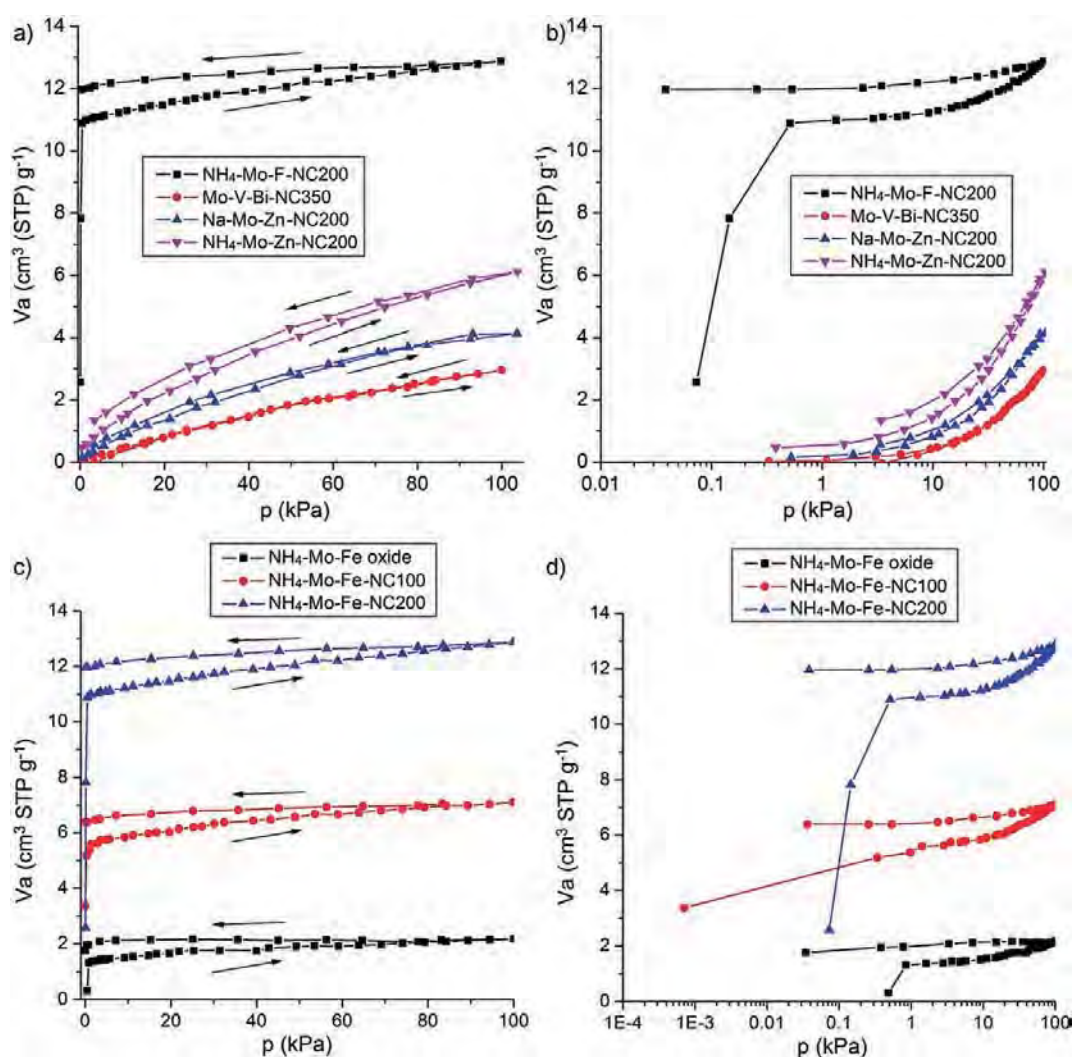 a)
14
12
10
8
6
4
2
0
Va (cm³ (STP) g⁻¹)
NH₄-Mo-F-NC200
Mo-V-Bi-NC350
Na-Mo-Zn-NC200
NH₄-Mo-Zn-NC200
0 20 40 60 80 100
p (kPa)
b)
14
12
10
8
6
4
2
0
Va (cm³ (STP) g⁻¹)
NH₄-Mo-F-NC200
Mo-V-Bi-NC350
Na-Mo-Zn-NC200
NH₄-Mo-Zn-NC200
0.01 0.1 1 10 100
p (kPa)
c)
NH₄-Mo-Fe oxide
NH₄-Mo-Fe-NC100
NH₄-Mo-Fe-NC200
14
12
10
8
6
4
2
0
Va (cm³ STP g⁻¹)
0 20 40 60 80 100
p (kPa)
d)
NH₄-Mo-Fe oxide
NH₄-Mo-Fe-NC100
NH₄-Mo-Fe-NC200
14
12
10
8
6
4
2
0
Va (cm³ STP g⁻¹)
1E-4 1E-3 0.01 0.1 1 10 100
p (kPa)